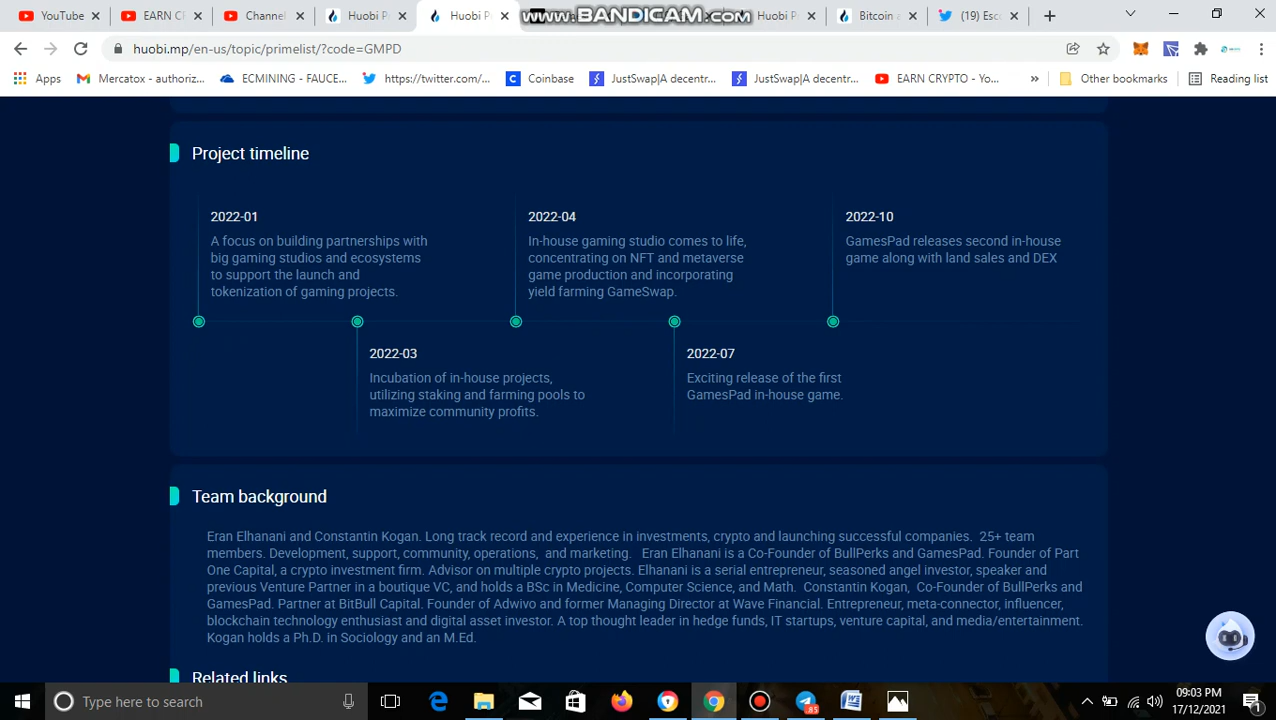 YouTube
EARN CR
Channel
Huobi Pr
Huobi Pr
www.BANDICAM.com
Huobi Pu
Bitcoin a
(19) Esco
huobi.mp/en-us/topic/primelist/?code=GMPD
Apps
Mercatox - authoriz...
ECMINING - FAUCE...
https://twitter.com/...
Coinbase
JustSwap|A decentr...
JustSwap|A decentr...
EARN CRYPTO - Yo...
»
Other bookmarks
Reading list
Project timeline
2022-01
A focus on building partnerships with
big gaming studios and ecosystems
to support the launch and
tokenization of gaming projects.
2022-04
In-house gaming studio comes to life,
concentrating on NFT and metaverse
game production and incorporating
yield farming GameSwap.
2022-10
GamesPad releases second in-house
game along with land sales and DEX
2022-03
Incubation of in-house projects,
utilizing staking and farming pools to
maximize community profits.
2022-07
Exciting release of the first
GamesPad in-house game.
Team background
Eran Elhanani and Constantin Kogan. Long track record and experience in investments, crypto and launching successful companies. 25+ team
members. Development, support, community, operations, and marketing. Eran Elhanani is a Co-Founder of BullPerks and GamesPad. Founder of Part
One Capital, a crypto investment firm. Advisor on multiple crypto projects. Elhanani is a serial entrepreneur, seasoned angel investor, speaker and
previous Venture Partner in a boutique VC, and holds a BSc in Medicine, Computer Science, and Math. Constantin Kogan, Co-Founder of BullPerks and
GamesPad. Partner at BitBull Capital. Founder of Adwivo and former Managing Director at Wave Financial. Entrepreneur, meta-connector, influencer,
blockchain technology enthusiast and digital asset investor. A top thought leader in hedge funds, IT startups, venture capital, and media/entertainment.
Kogan holds a Ph.D. in Sociology and an M.Ed.
Related links
Type here to search
85
09:03 PM
17/12/2021
1